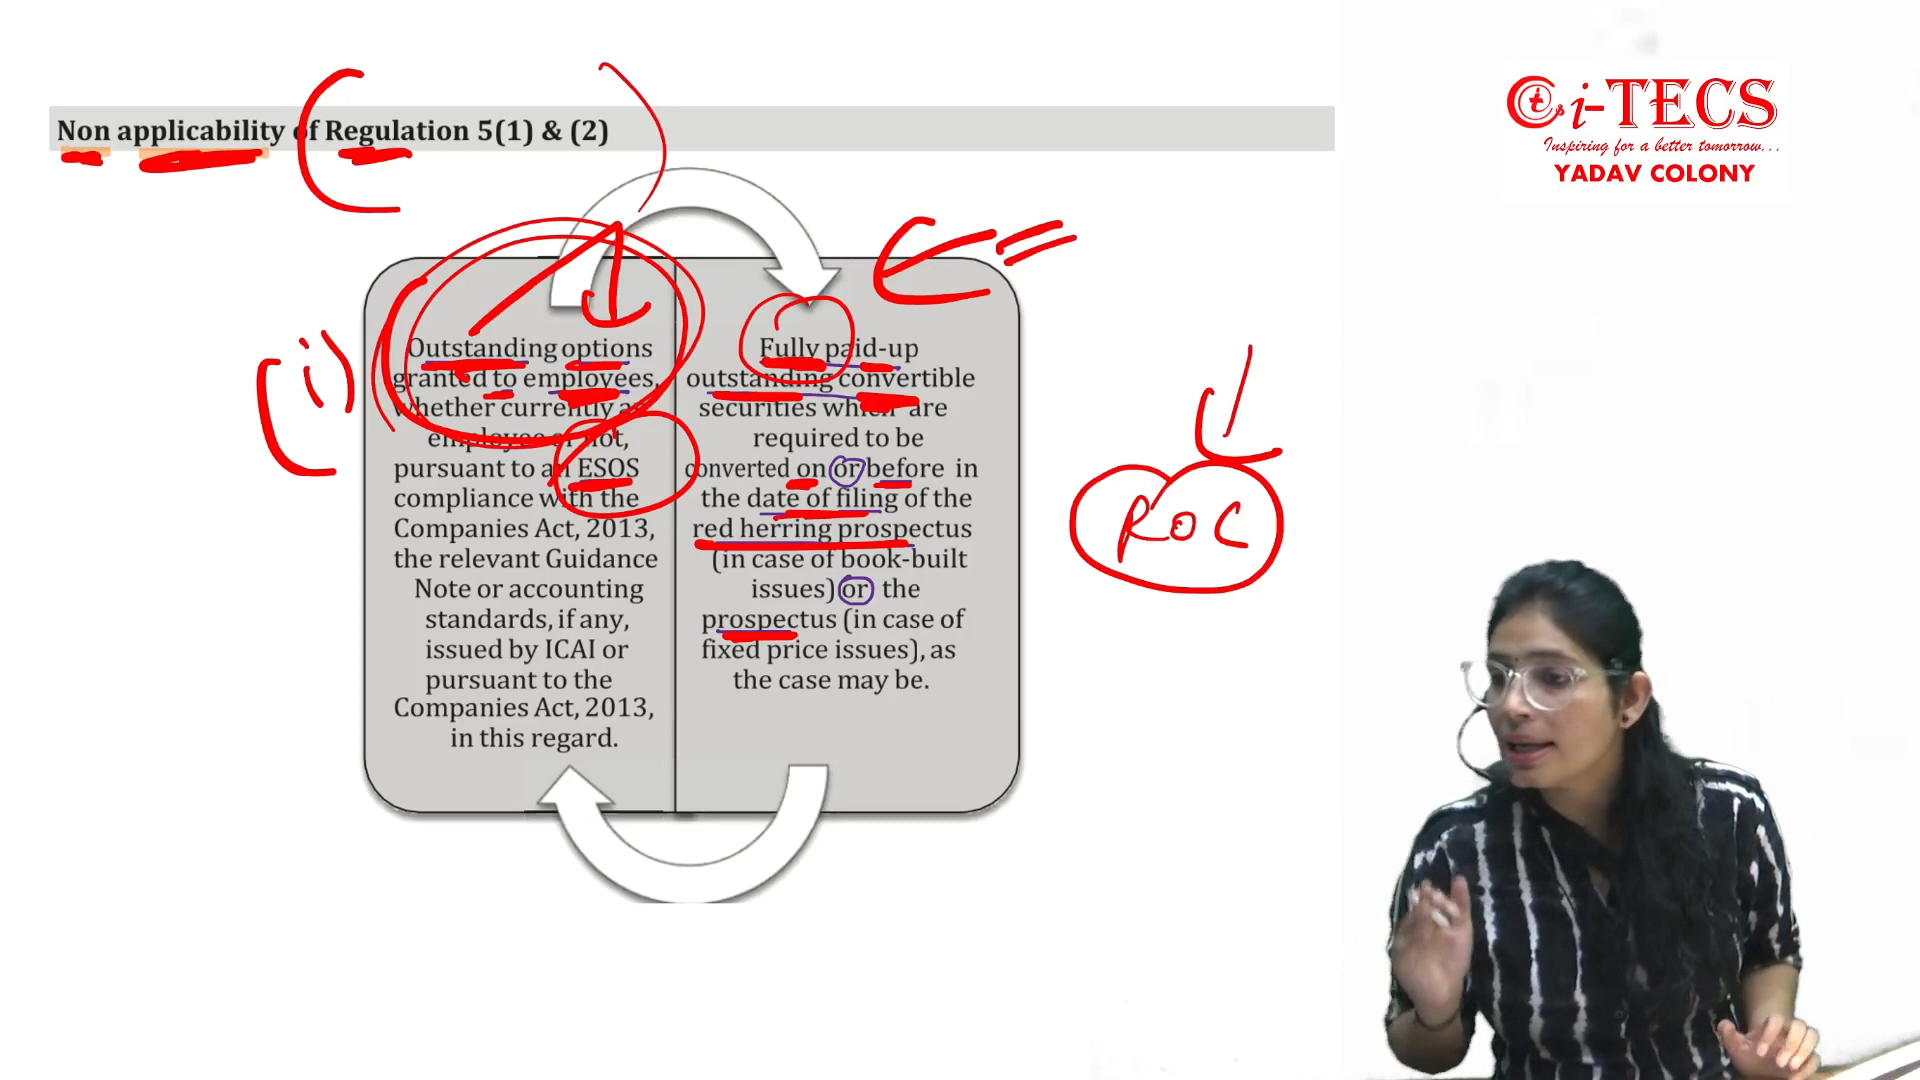 Non applicability of Regulation 5(1) & (2)
i-TECS
Inspiring for a better tomorrow...
YADAV COLONY
(i)
Outstanding options
granted to employees,
whether currently an
employee or not,
pursuant to an ESOS
compliance with the
Companies Act, 2013,
the relevant Guidance
Note or accounting
standards, if any,
issued by ICAI or
pursuant to the
Companies Act, 2013,
in this regard.
Fully paid-up
outstanding convertible
securities which are
required to be
converted on or before in
the date of filing of the
red herring prospectus
(in case of book-built
issues) or the
prospectus (in case of
fixed price issues), as
the case may be.
ROC